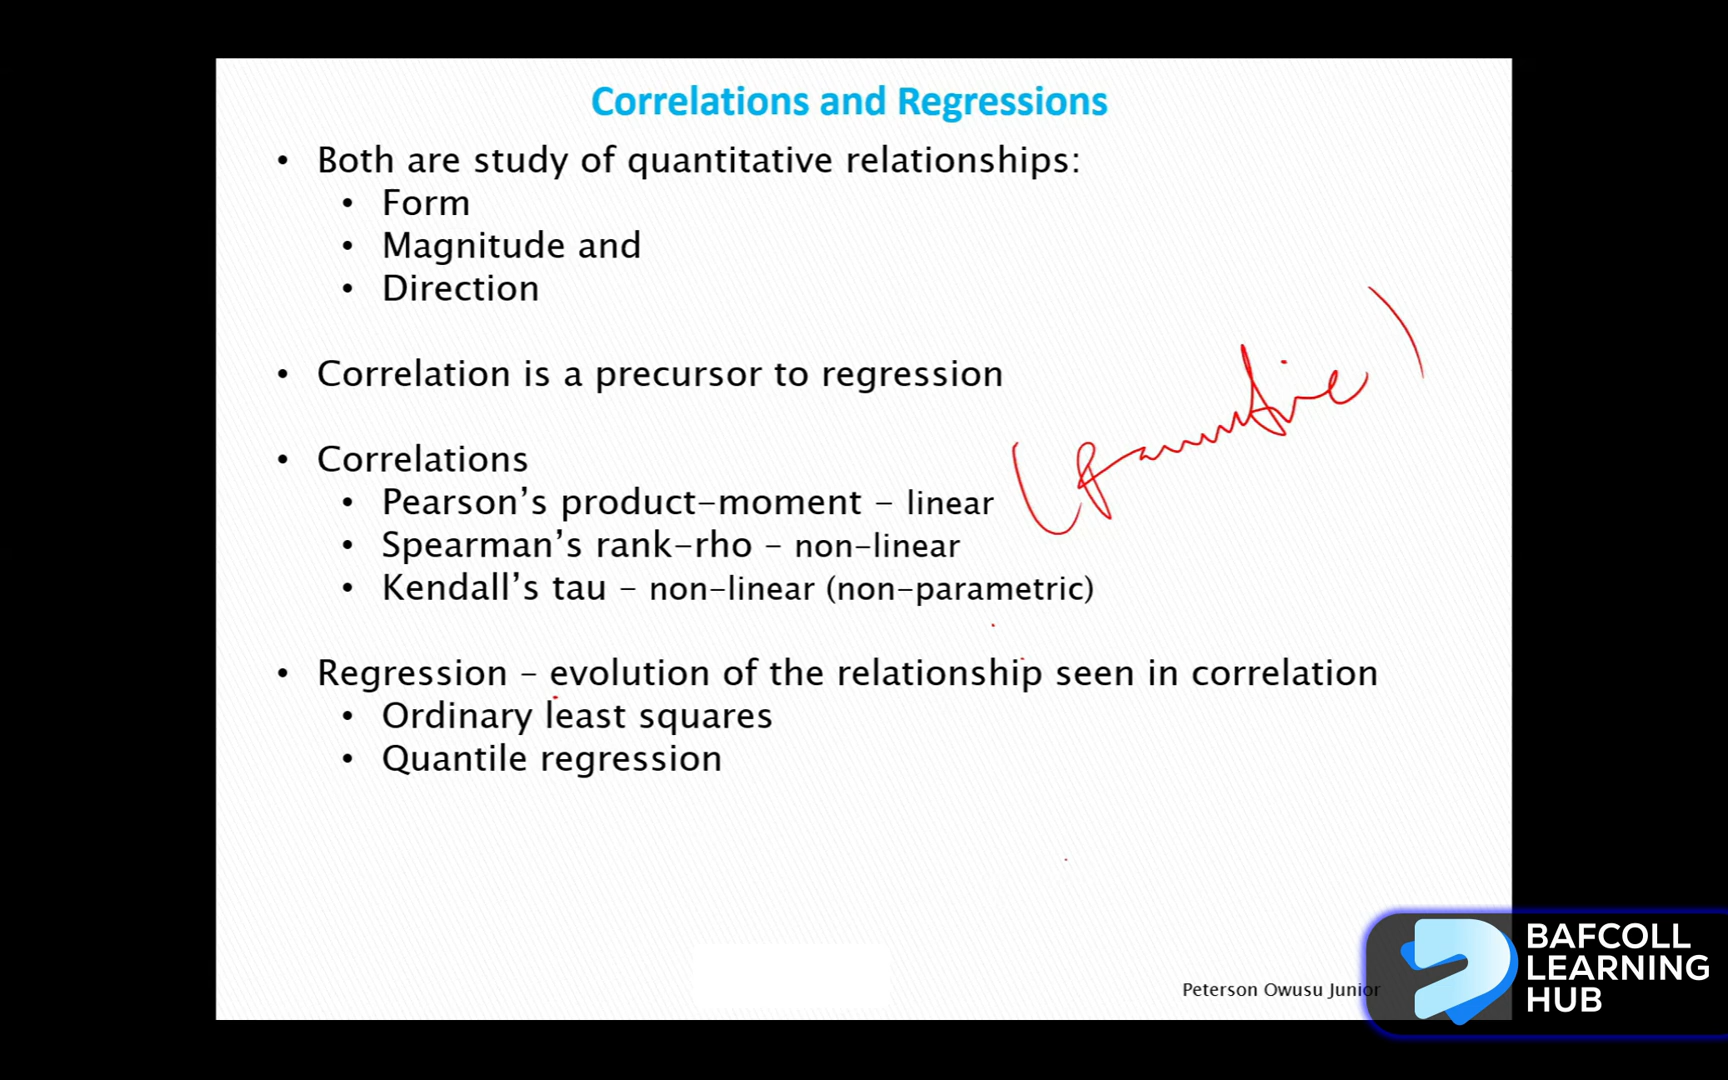 Correlations and Regressions
• Both are study of quantitative relationships:
• Form
• Magnitude and
• Direction
• Correlation is a precursor to regression
• Correlations
• Pearson’s product-moment – linear
• Spearman’s rank-rho – non-linear
• Kendall’s tau – non-linear (non-parametric)
• Regression – evolution of the relationship seen in correlation
• Ordinary least squares
• Quantile regression
Peterson Owusu Junior
BAFCOLL
LEARNING
HUB